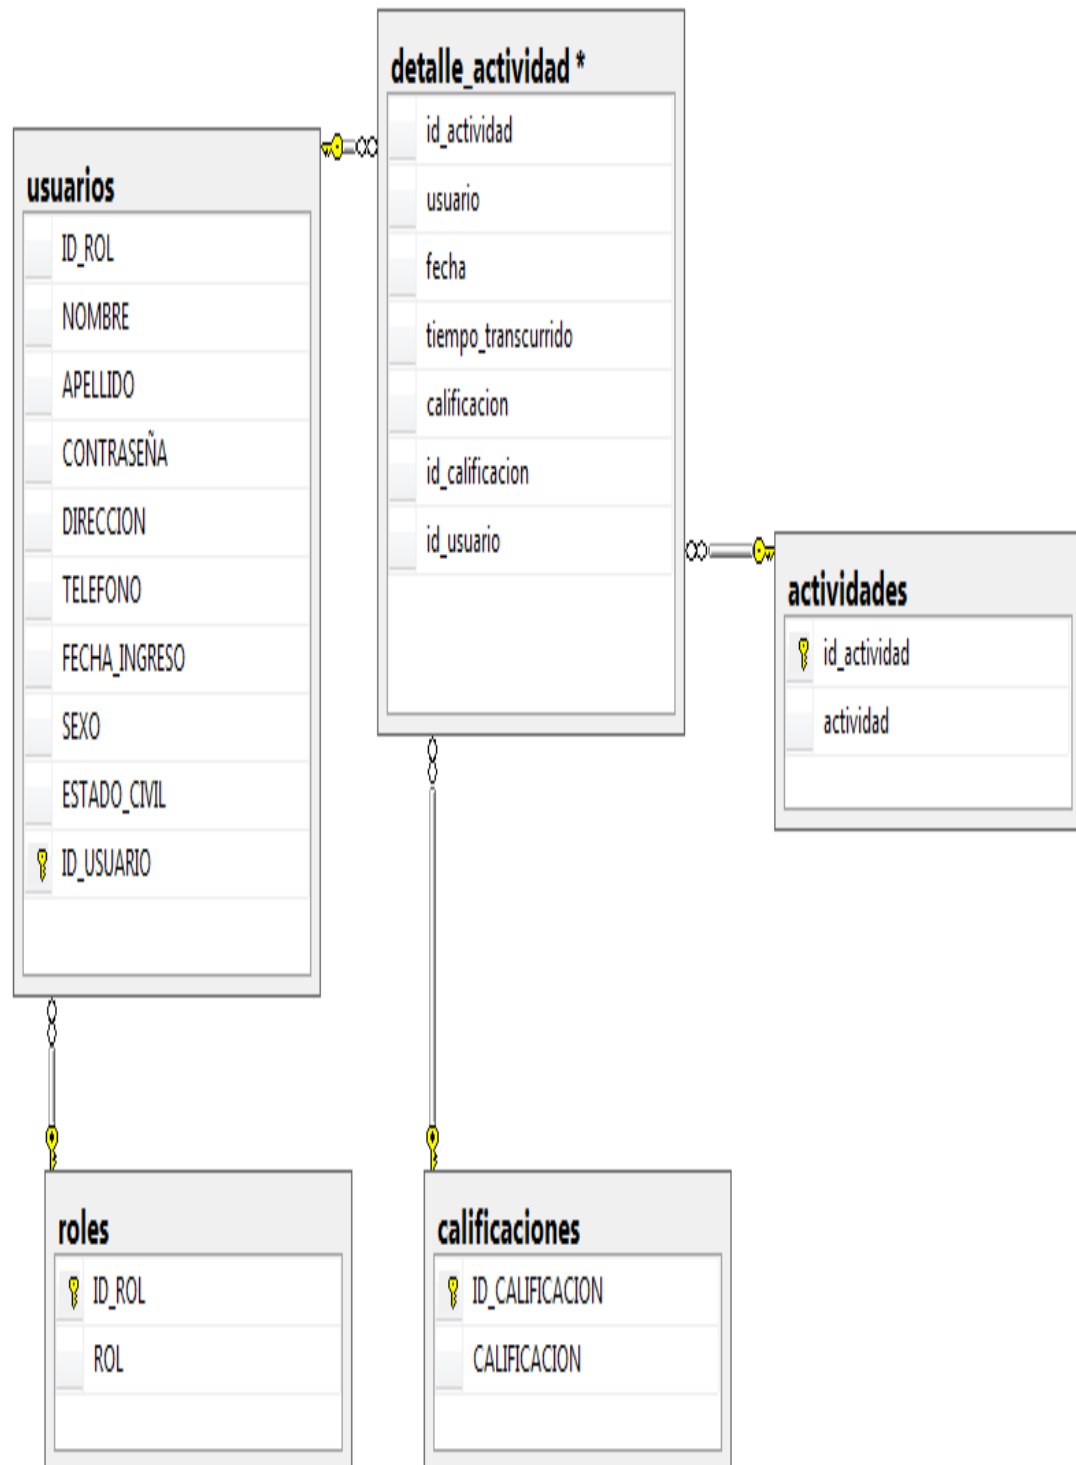 detalle_actividad *
id_actividad
usuario
fecha
tiempo_transcurrido
calificacion
id_calificacion
id_usuario
usuarios
ID_ROL
NOMBRE
APELLIDO
CONTRASEÑA
DIRECCION
TELEFONO
FECHA_INGRESO
SEXO
ESTADO_CIVIL
ID_USUARIO
actividades
id_actividad
actividad
roles
ID_ROL
ROL
calificaciones
ID_CALIFICACION
CALIFICACION